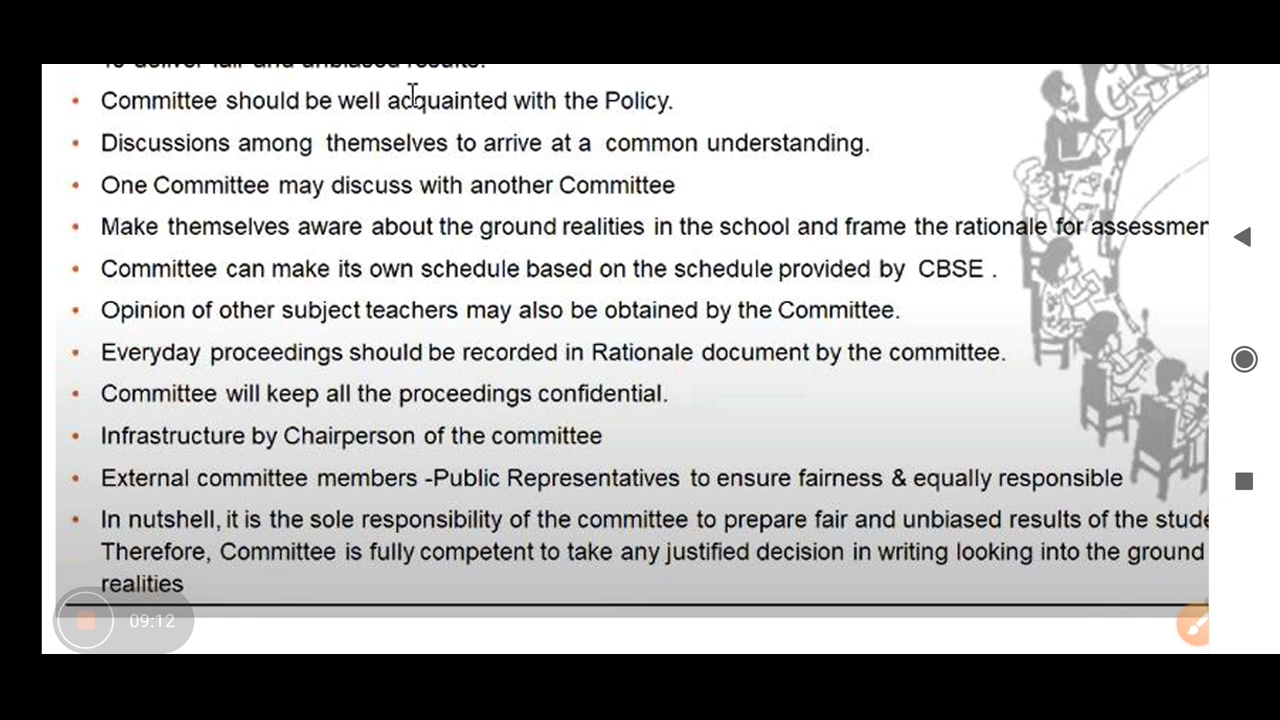 to deliver fair and unbiased results.
• Committee should be well acquainted with the Policy.
• Discussions among themselves to arrive at a common understanding.
• One Committee may discuss with another Committee
• Make themselves aware about the ground realities in the school and frame the rationale for assessmen
• Committee can make its own schedule based on the schedule provided by CBSE .
• Opinion of other subject teachers may also be obtained by the Committee.
• Everyday proceedings should be recorded in Rationale document by the committee.
• Committee will keep all the proceedings confidential.
• Infrastructure by Chairperson of the committee
• External committee members -Public Representatives to ensure fairness & equally responsible
• In nutshell, it is the sole responsibility of the committee to prepare fair and unbiased results of the stude
Therefore, Committee is fully competent to take any justified decision in writing looking into the ground
realities
09:12